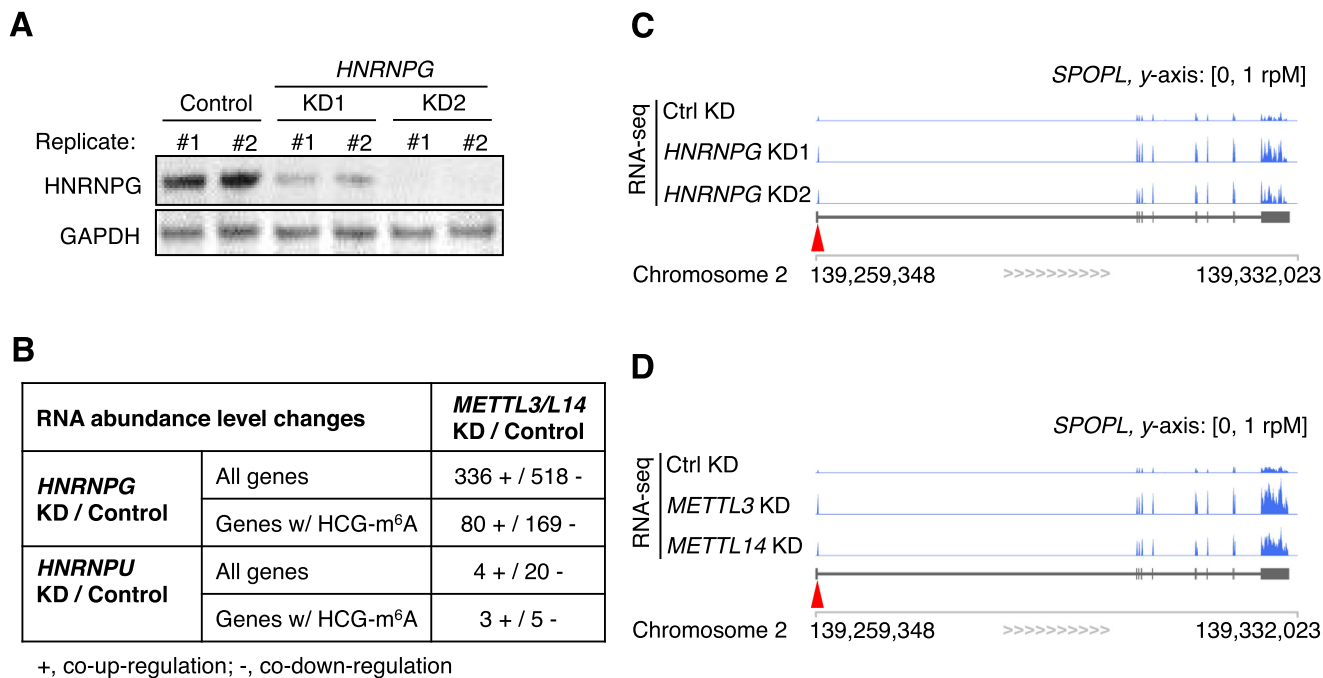 A
HNRNPG
Control KD1 KD2
Replicate: #1 #2 #1 #2 #1 #2
HNRNPG
GAPDH
B
RNA abundance level changes
METTL3/L14
KD / Control
HNRNPG
KD / Control
All genes
336 + / 518 -
Genes w/ HCG-m⁶A
80 + / 169 -
HNRNPU
KD / Control
All genes
4 + / 20 -
Genes w/ HCG-m⁶A
3 + / 5 -
+, co-up-regulation; -, co-down-regulation
C
SPOPL, y-axis: [0, 1 rpM]
RNA-seq
Ctrl KD
HNRNPG KD1
HNRNPG KD2
Chromosome 2 139,259,348 >>>>>>>>>> 139,332,023
D
SPOPL, y-axis: [0, 1 rpM]
RNA-seq
Ctrl KD
METTL3 KD
METTL14 KD
Chromosome 2 139,259,348 >>>>>>>>>> 139,332,023